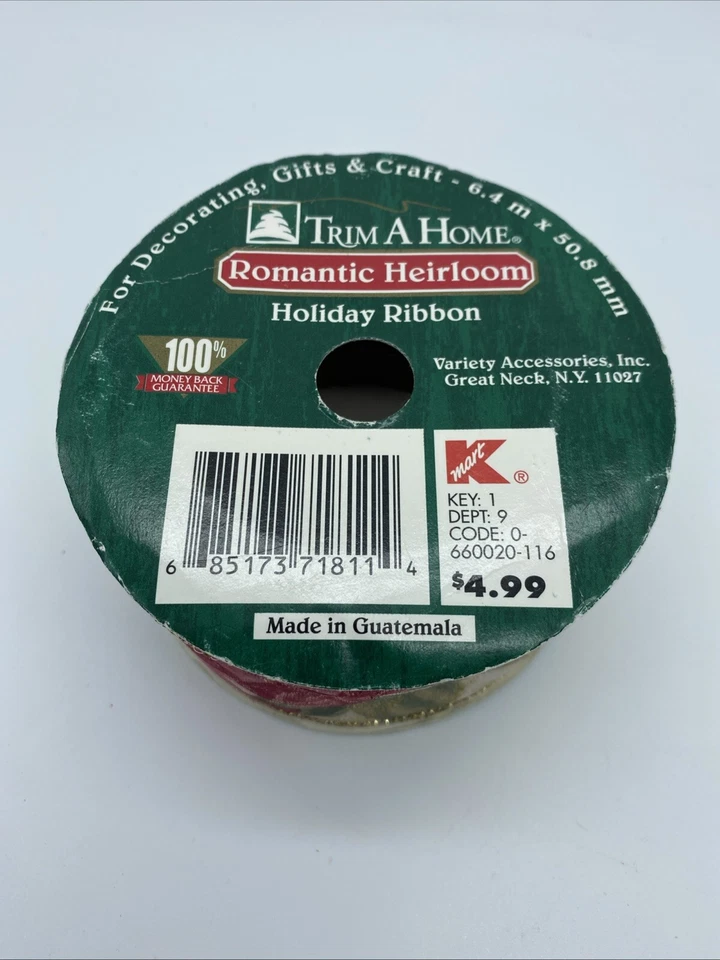 For Decorating, Gifts & Craft - 6.4 m x 50.8 mm
TRIM A HOME®
Romantic Heirloom
Holiday Ribbon
100%
MONEY BACK
GUARANTEE
Variety Accessories, Inc.
Great Neck, N.Y. 11027
6 85173 71811 4
K mart ®
KEY: 1
DEPT: 9
CODE: 0-
660020-116
$4.99
Made in Guatemala